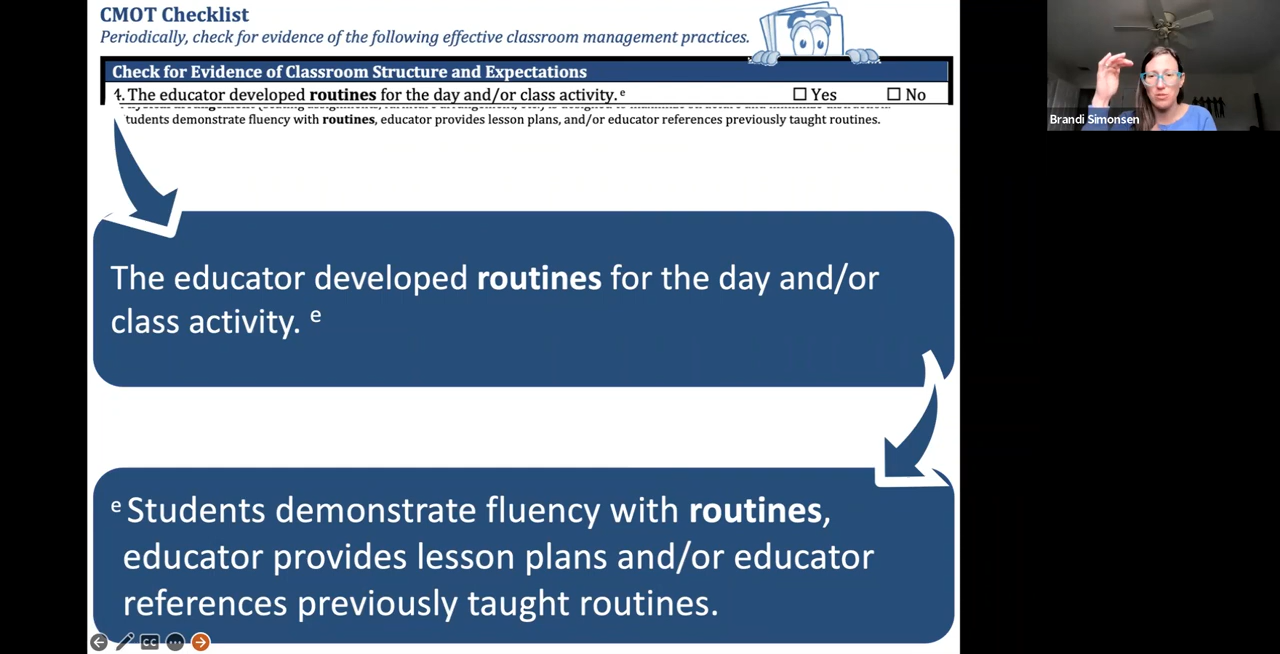 CMOT Checklist
Periodically, check for evidence of the following effective classroom management practices.
Check for Evidence of Classroom Structure and Expectations
The educator developed routines for the day and/or class activity. e ☐ Yes ☐ No
tudents demonstrate fluency with routines, educator provides lesson plans, and/or educator references previously taught routines.
Brandi Simonsen
The educator developed routines for the day and/or
class activity. e
e Students demonstrate fluency with routines,
educator provides lesson plans and/or educator
references previously taught routines.
CC